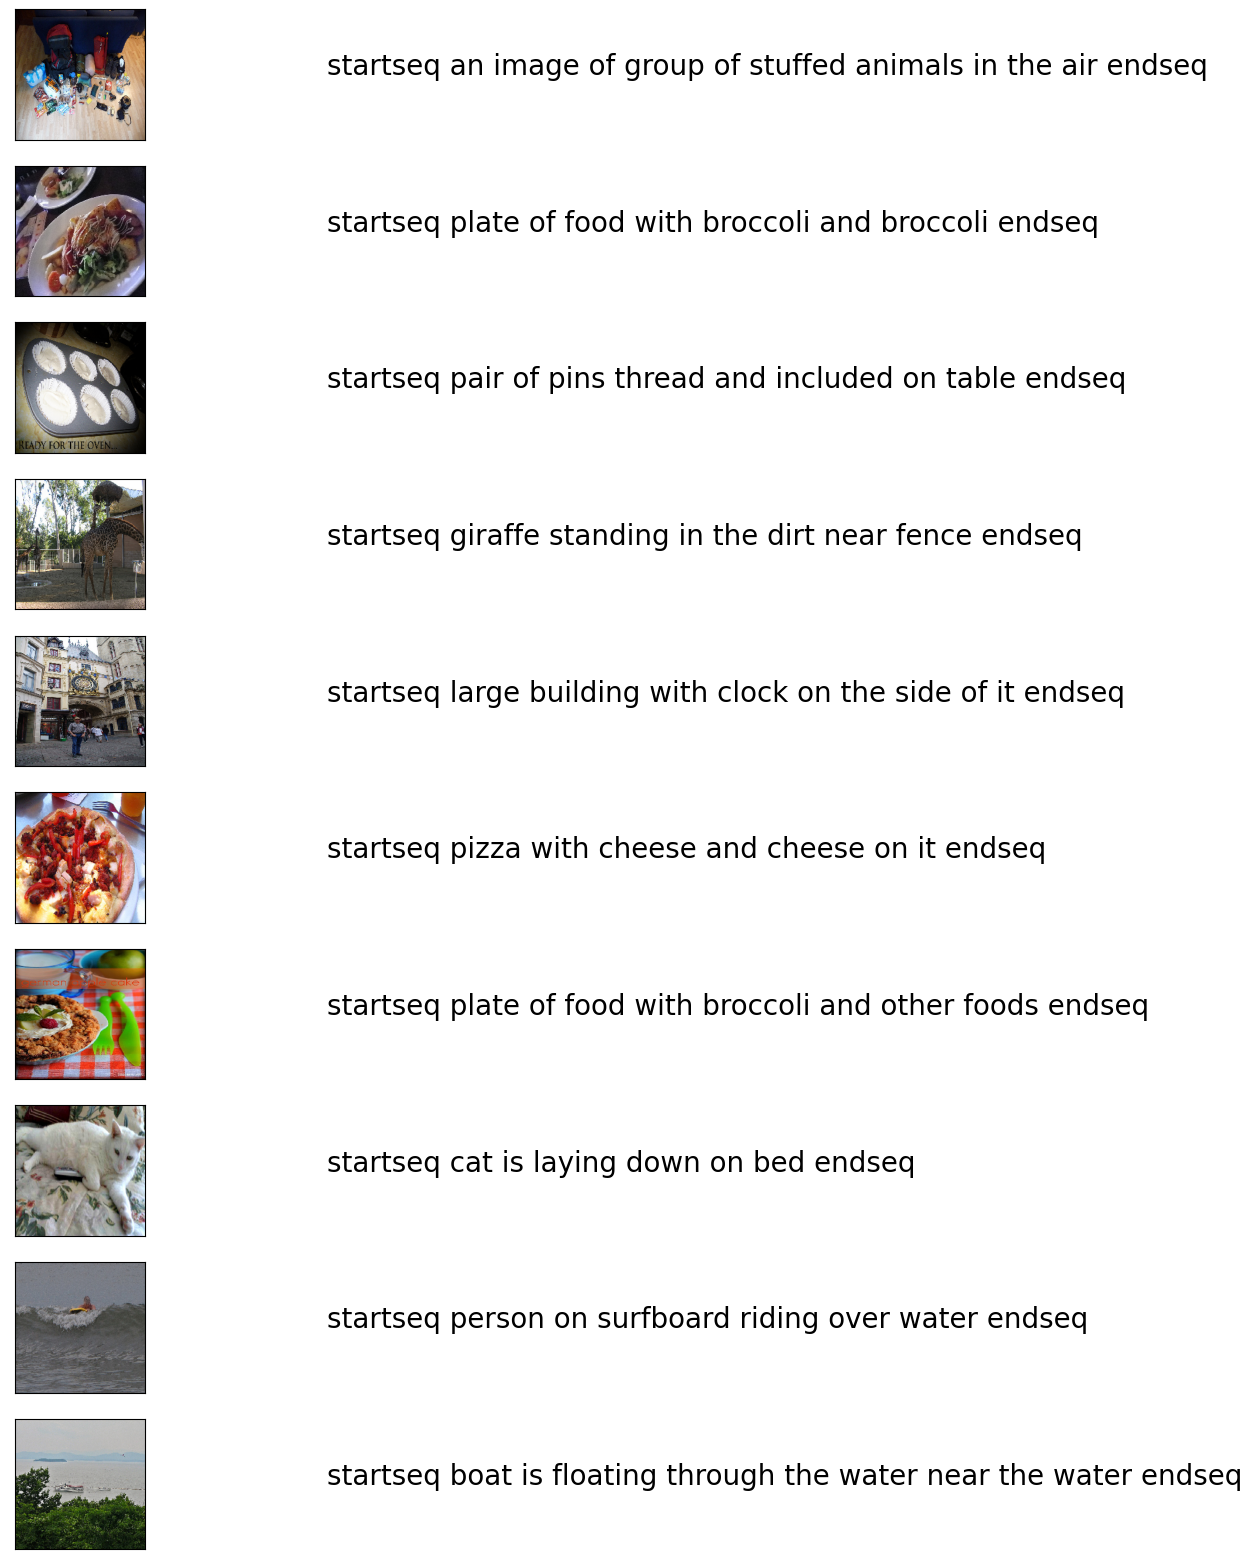 startseq an image of group of stuffed animals in the air endseq
startseq plate of food with broccoli and broccoli endseq
startseq pair of pins thread and included on table endseq
READY FOR THE OVEN...
startseq giraffe standing in the dirt near fence endseq
startseq large building with clock on the side of it endseq
startseq pizza with cheese and cheese on it endseq
startseq plate of food with broccoli and other foods endseq
startseq cat is laying down on bed endseq
startseq person on surfboard riding over water endseq
startseq boat is floating through the water near the water endseq